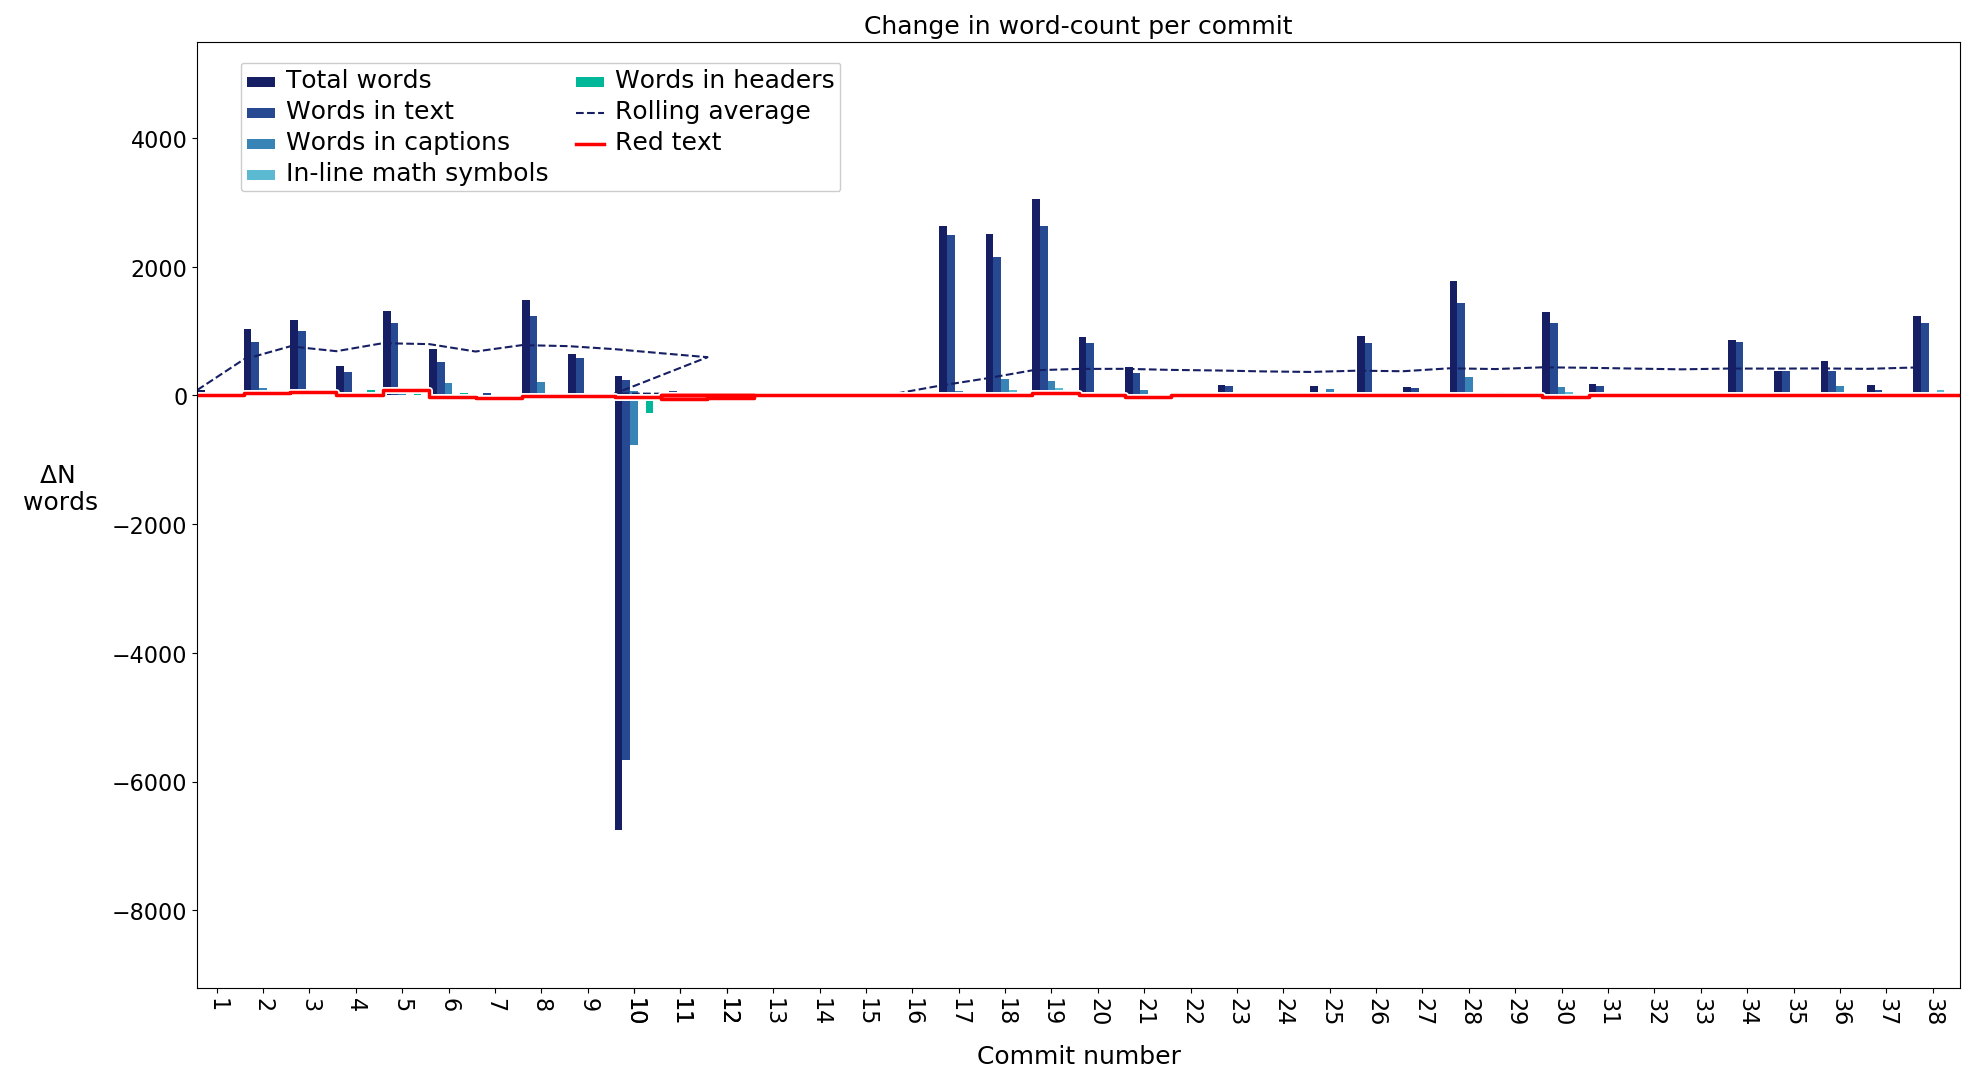 Change in word-count per commit
Total words
Words in text
Words in captions
In-line math symbols
Words in headers
Rolling average
Red text
4000
2000
0
−2000
−4000
−6000
−8000
ΔN
words
1 2 3 4 5 6 7 8 9 10 11 12 13 14 15 16 17 18 19 20 21 22 23 24 25 26 27 28 29 30 31 32 33 34 35 36 37 38
Commit number